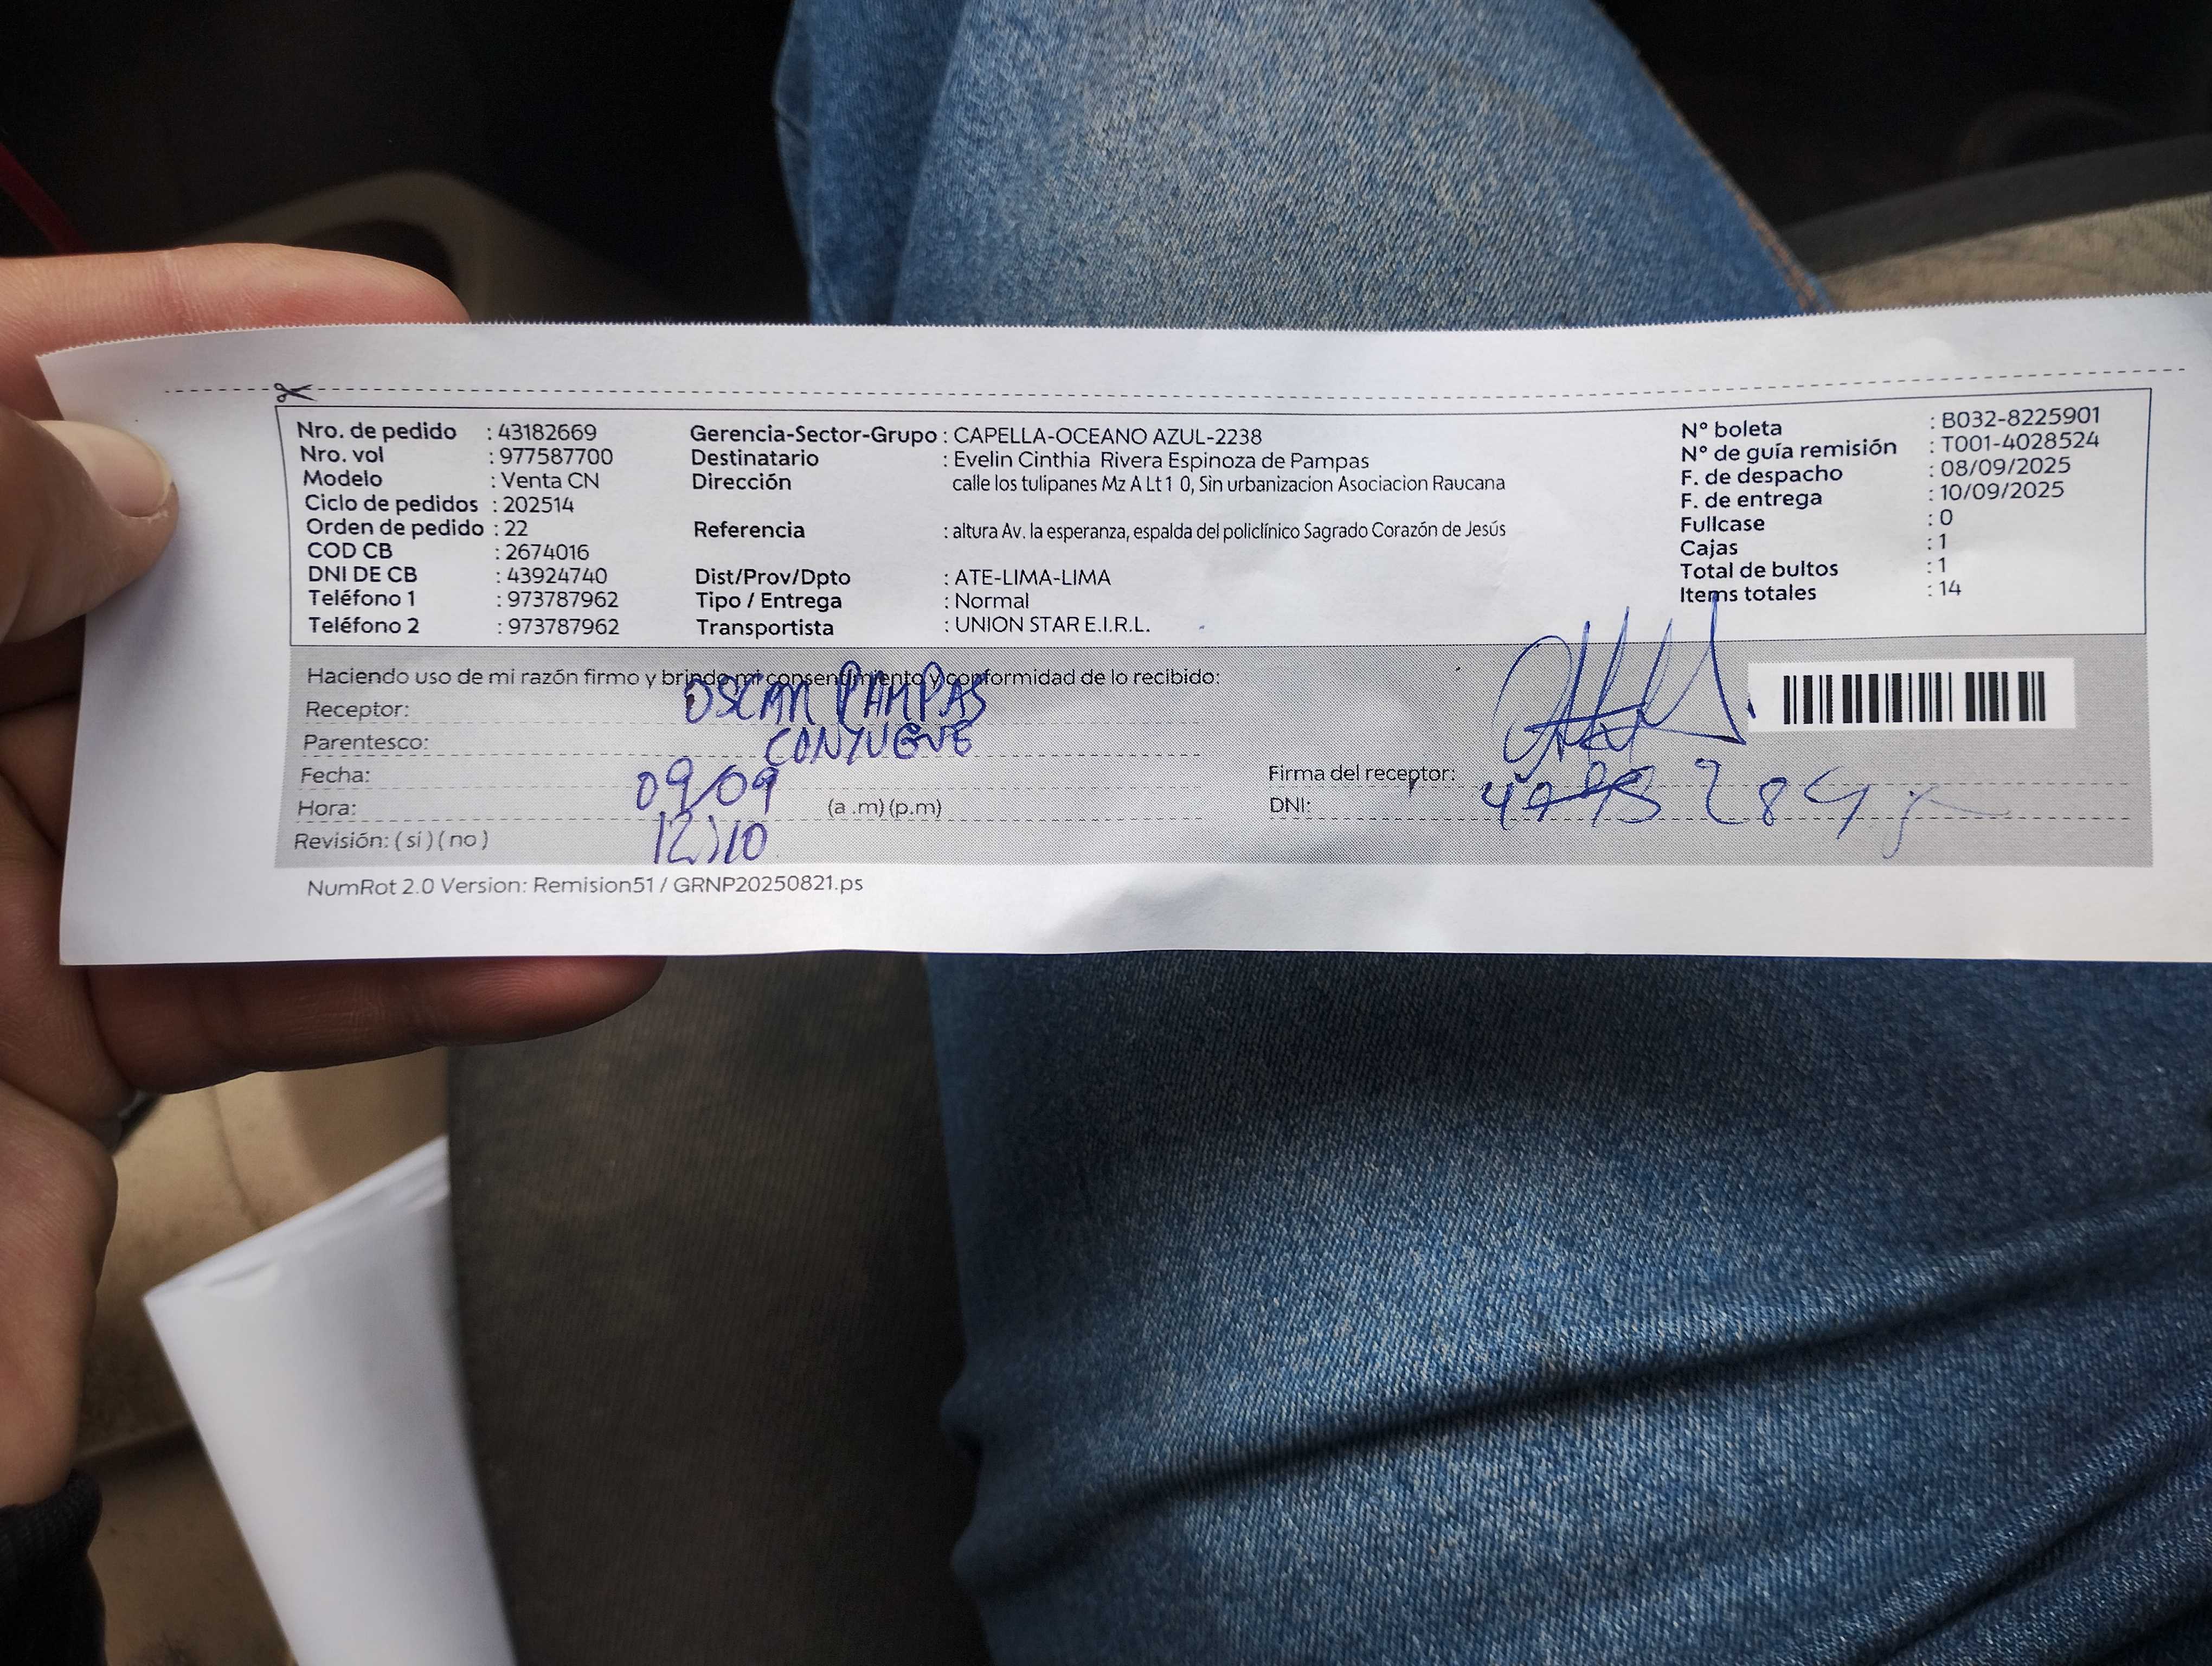 Nro. de pedido : 43182669
Nro. vol : 977587700
Modelo : Venta CN
Ciclo de pedidos : 202514
Orden de pedido : 22
COD CB : 2674016
DNI DE CB : 43924740
Teléfono 1 : 973787962
Teléfono 2 : 973787962
Gerencia-Sector-Grupo : CAPELLA-OCEANO AZUL-2238
Destinatario : Evelin Cinthia Rivera Espinoza de Pampas
Dirección calle los tulipanes Mz A Lt 1 0, Sin urbanizacion Asociacion Raucana
Referencia : altura Av. la esperanza, espalda del policlínico Sagrado Corazón de Jesús
Dist/Prov/Dpto : ATE-LIMA-LIMA
Tipo / Entrega : Normal
Transportista : UNION STAR E.I.R.L.
N° boleta : B032-8225901
N° de guía remisión : T001-4028524
F. de despacho : 08/09/2025
F. de entrega : 10/09/2025
Fullcase : 0
Cajas : 1
Total de bultos : 1
Items totales : 14
Haciendo uso de mi razón firmo y brindo mi consentimiento y conformidad de lo recibido:
Receptor: OSCAR PAMPAS
Parentesco: CONYUGUE
Fecha: 09/09
Hora: (a .m) (p.m)
12:10
Revisión: ( sí ) ( no )
Firma del receptor:
DNI:
NumRot 2.0 Version: Remision51 / GRNP20250821.ps